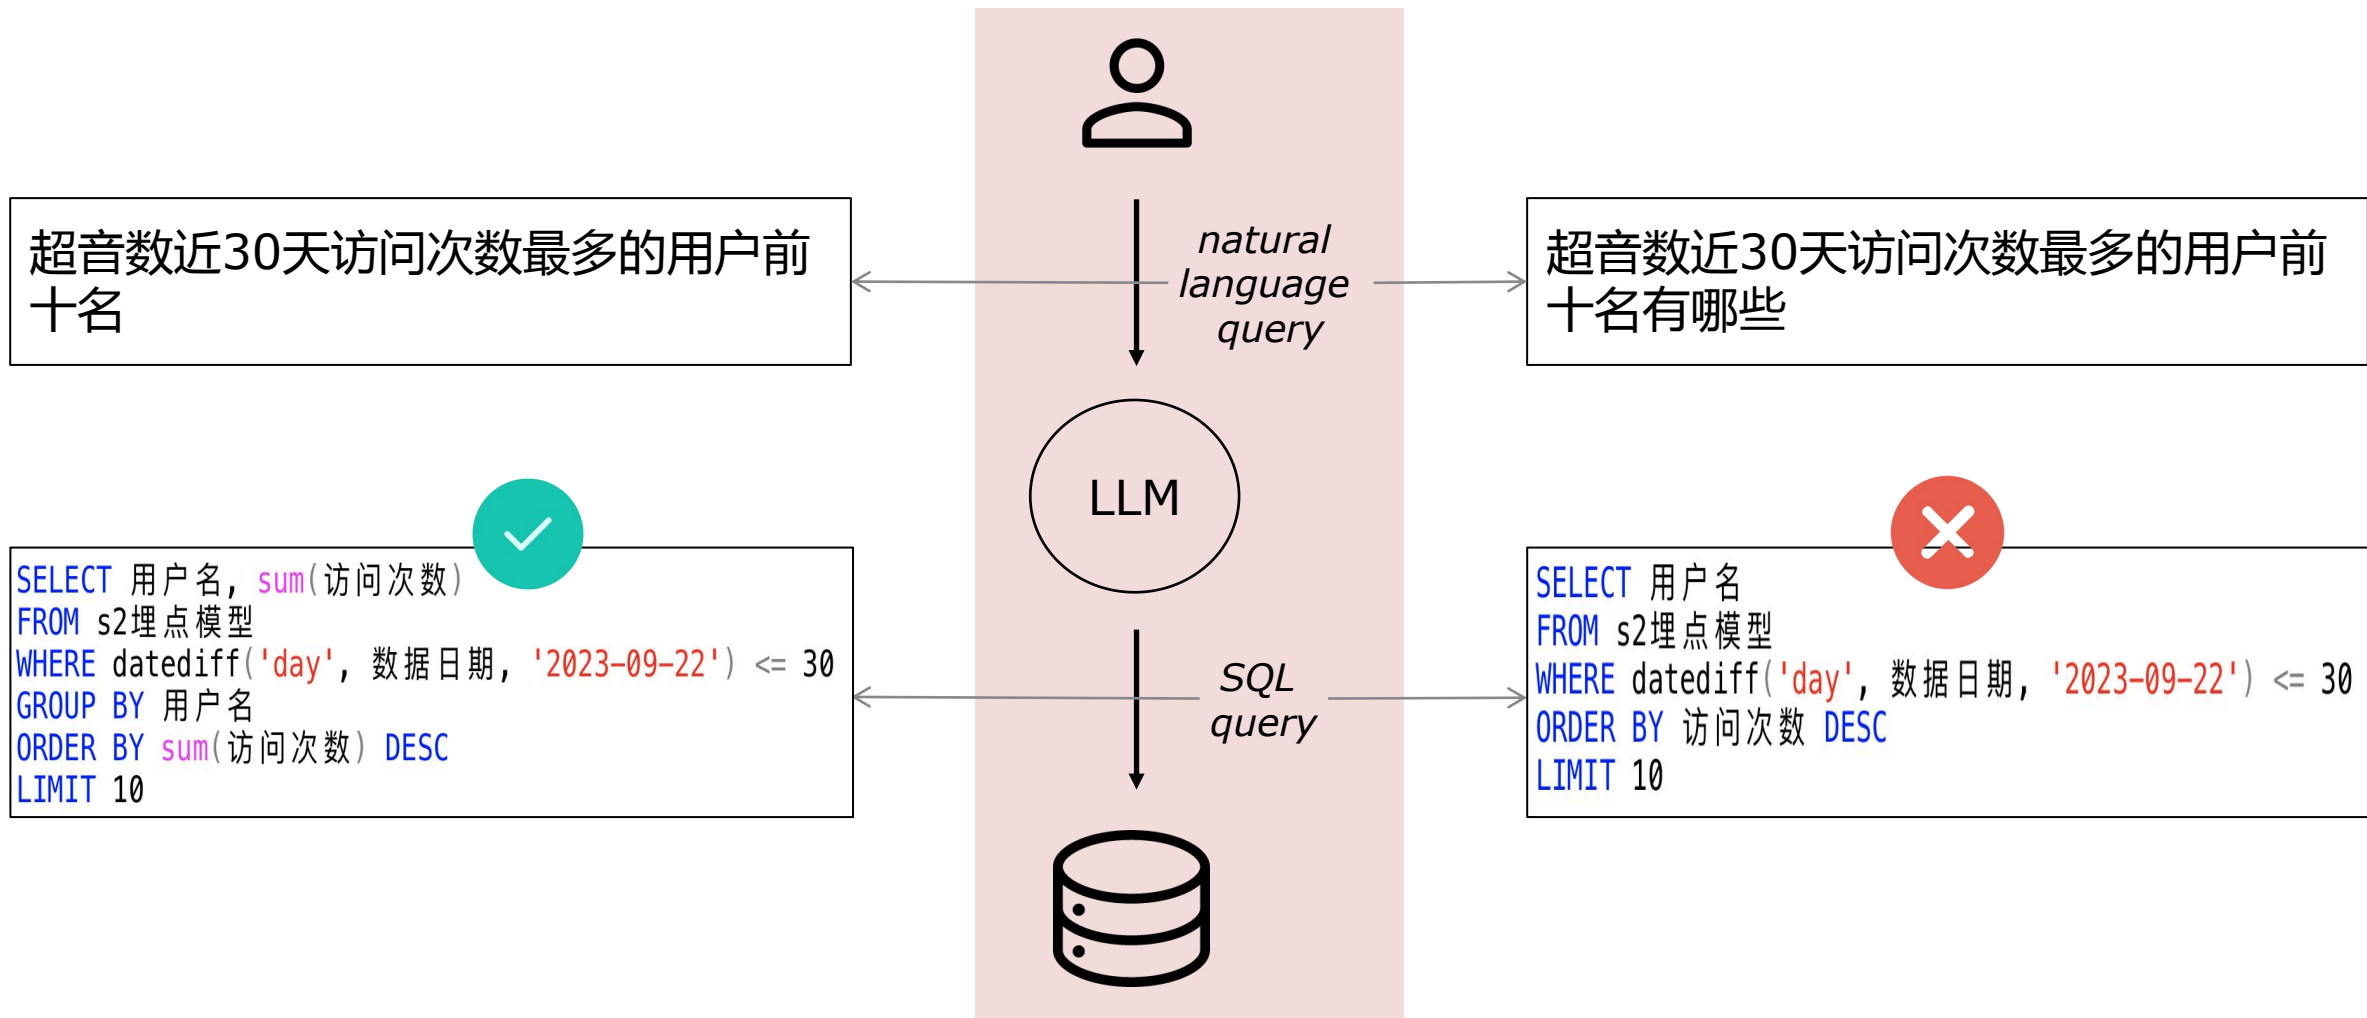 超音数近30天访问次数最多的用户前
十名
natural
language
query
超音数近30天访问次数最多的用户前
十名有哪些
LLM
SELECT 用户名, sum(访问次数)
FROM s2埋点模型
WHERE datediff('day', 数据日期, '2023-09-22') <= 30
GROUP BY 用户名
ORDER BY sum(访问次数) DESC
LIMIT 10
SQL
query
SELECT 用户名
FROM s2埋点模型
WHERE datediff('day', 数据日期, '2023-09-22') <= 30
ORDER BY 访问次数 DESC
LIMIT 10